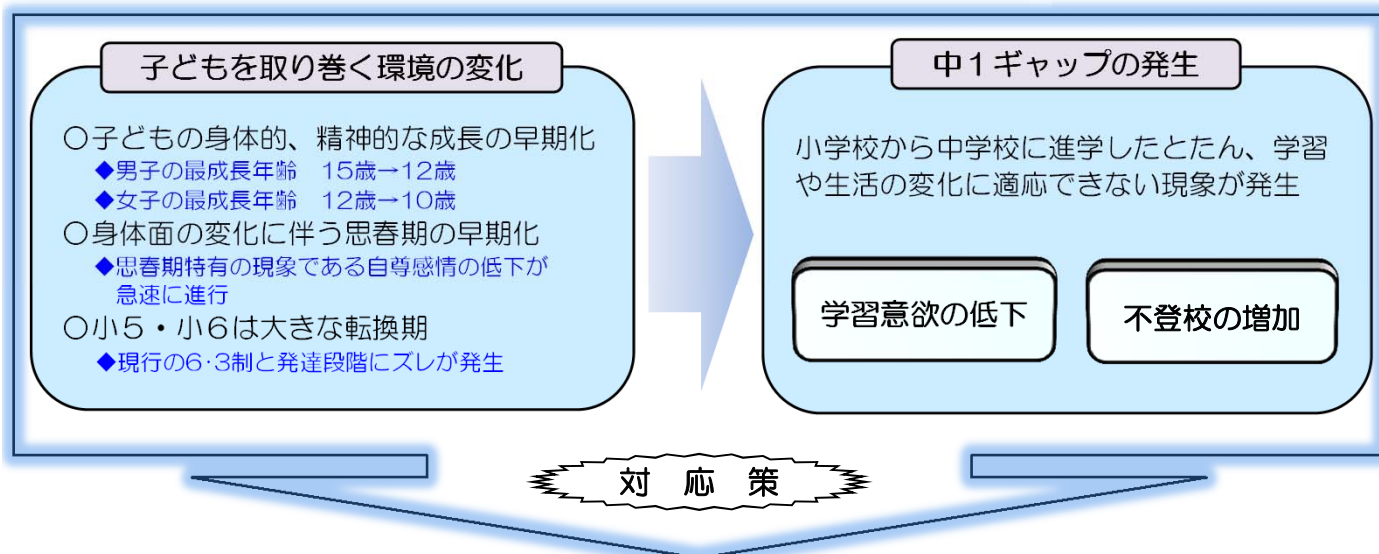 子どもを取り巻く環境の変化
〇子どもの身体的、精神的な成長の早期化
◆男子の最成長年齢　15歳→12歳
◆女子の最成長年齢　12歳→10歳
〇身体面の変化に伴う思春期の早期化
◆思春期特有の現象である自尊感情の低下が
急速に進行
〇小5・小6は大きな転換期
◆現行の6・3制と発達段階にズレが発生
中1ギャップの発生
小学校から中学校に進学したとたん、学習
や生活の変化に適応できない現象が発生
学習意欲の低下
不登校の増加
対 応 策